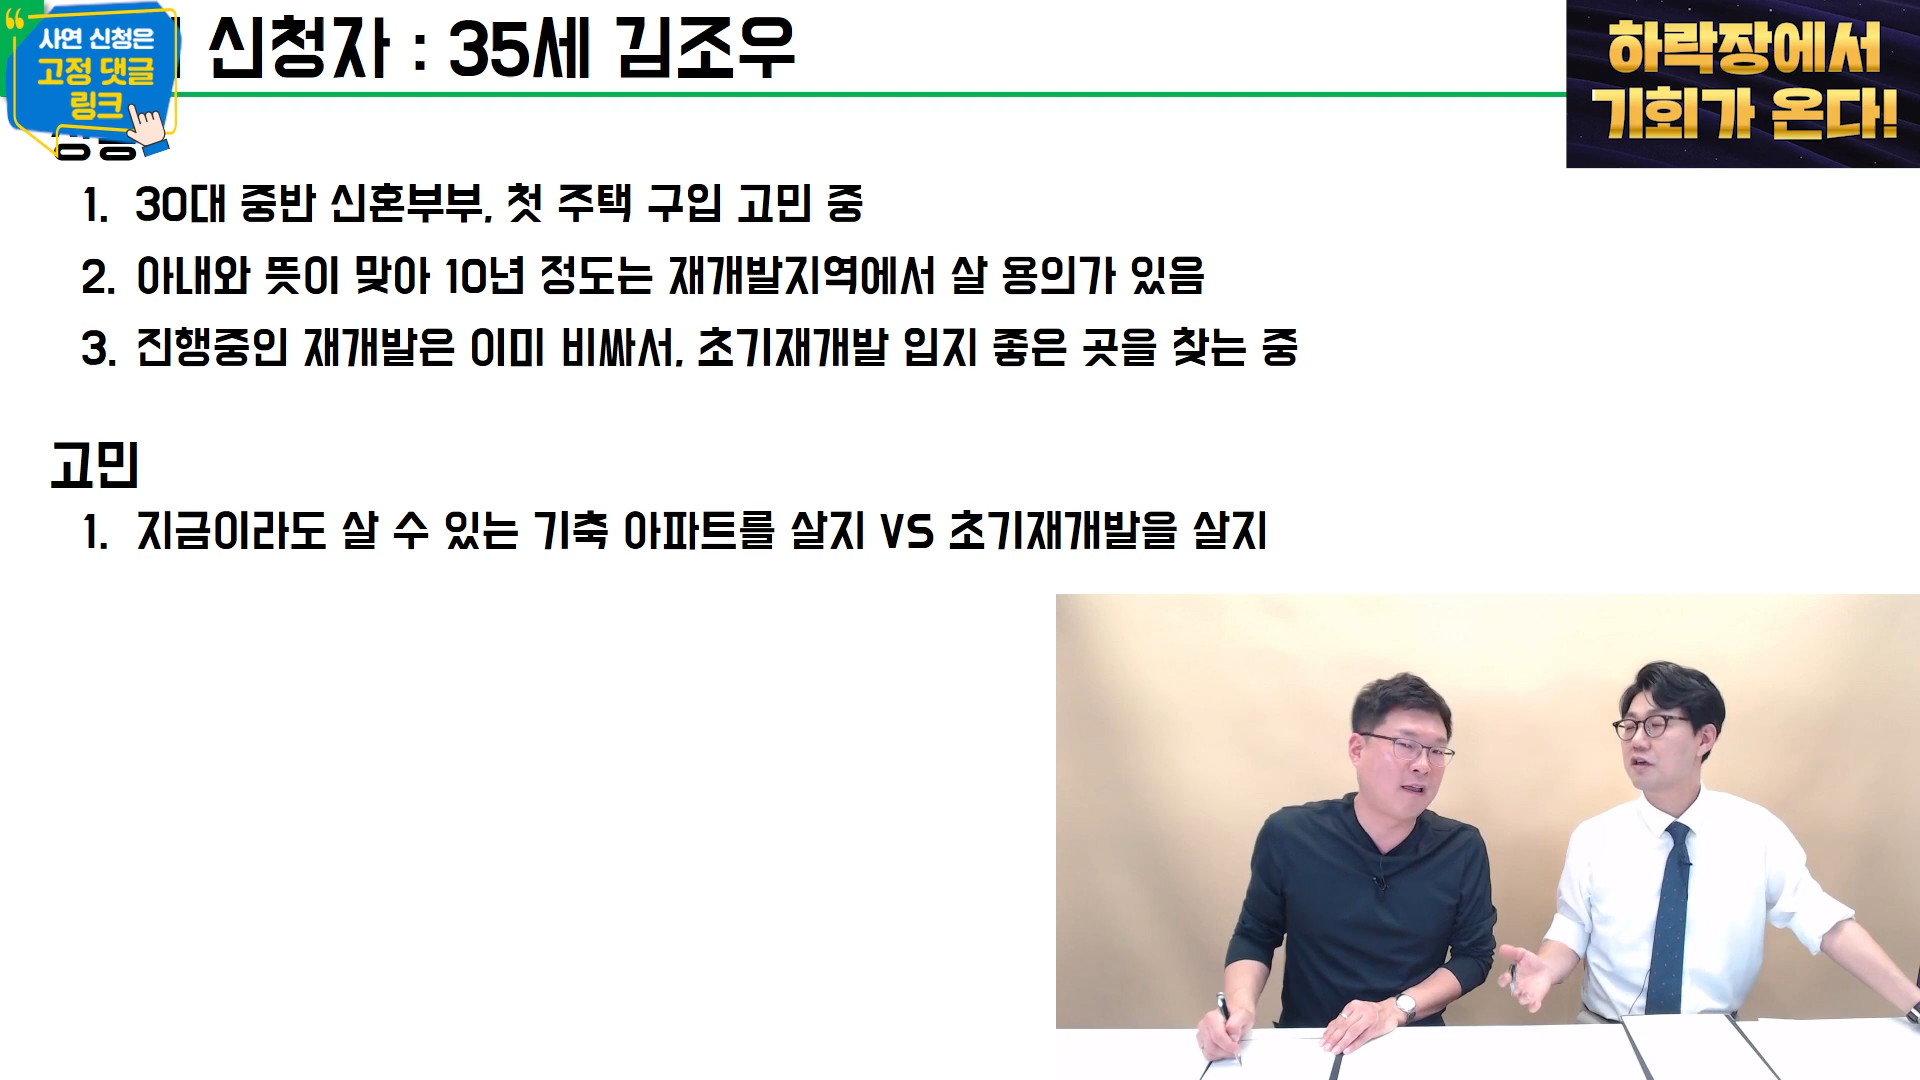 사연 신청은
고정 댓글
링크
신청자 : 35세 김조우
하락장에서
기회가 온다!
1. 30대 중반 신혼부부, 첫 주택 구입 고민 중
2. 아내와 뜻이 맞아 10년 정도는 재개발지역에서 살 용의가 있음
3. 진행중인 재개발은 이미 비싸서, 초기재개발 입지 좋은 곳을 찾는 중
고민
1. 지금이라도 살 수 있는 기축 아파트를 살지 VS 초기재개발을 살지